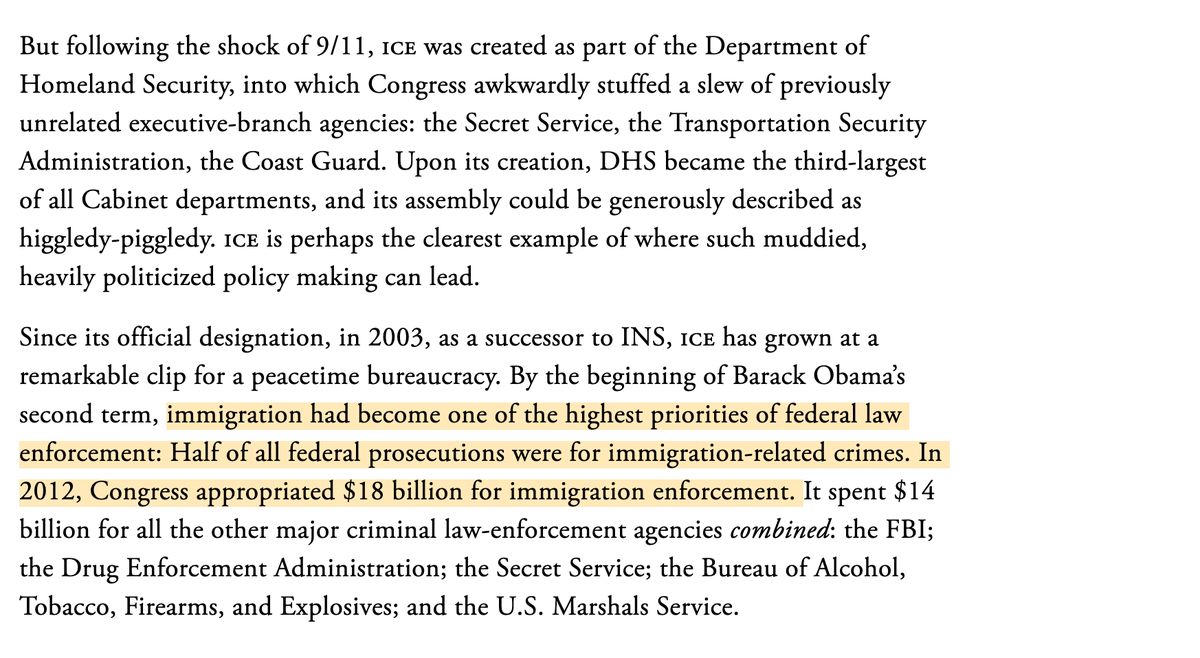 But following the shock of 9/11, ICE was created as part of the Department of
Homeland Security, into which Congress awkwardly stuffed a slew of previously
unrelated executive-branch agencies: the Secret Service, the Transportation Security
Administration, the Coast Guard. Upon its creation, DHS became the third-largest
of all Cabinet departments, and its assembly could be generously described as
higgledy-piggledy. ICE is perhaps the clearest example of where such muddied,
heavily politicized policy making can lead.
Since its official designation, in 2003, as a successor to INS, ICE has grown at a
remarkable clip for a peacetime bureaucracy. By the beginning of Barack Obama’s
second term, immigration had become one of the highest priorities of federal law
enforcement: Half of all federal prosecutions were for immigration-related crimes. In
2012, Congress appropriated $18 billion for immigration enforcement. It spent $14
billion for all the other major criminal law-enforcement agencies combined: the FBI;
the Drug Enforcement Administration; the Secret Service; the Bureau of Alcohol,
Tobacco, Firearms, and Explosives; and the U.S. Marshals Service.